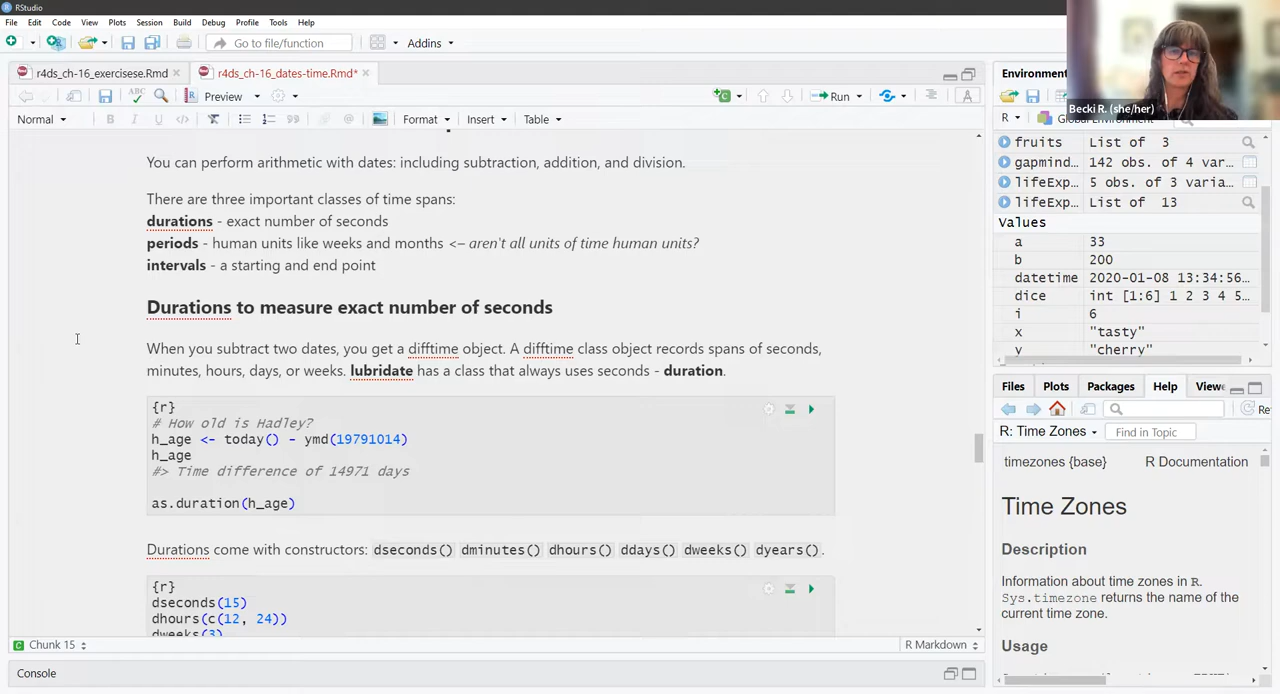 RStudio
File Edit Code View Plots Session Build Debug Profile Tools Help
Go to file/function Addins
r4ds_ch-16_exercisese.Rmd r4ds_ch-16_dates-time.Rmd*
ABC Preview Run
Normal B I U Format Insert Table
You can perform arithmetic with dates: including subtraction, addition, and division.
There are three important classes of time spans:
durations - exact number of seconds
periods - human units like weeks and months <– aren't all units of time human units?
intervals - a starting and end point
Durations to measure exact number of seconds
When you subtract two dates, you get a difftime object. A difftime class object records spans of seconds,
minutes, hours, days, or weeks. lubridate has a class that always uses seconds - duration.
{r}
# How old is Hadley?
h_age <- today() - ymd(19791014)
h_age
#> Time difference of 14971 days
as.duration(h_age)
Durations come with constructors: dseconds() dminutes() dhours() ddays() dweeks() dyears().
{r}
dseconds(15)
dhours(c(12, 24))
dweeks(3)
Chunk 15 R Markdown
Console
Becki R. (she/her)
Environment
R Global Environment
fruits List of 3
gapmind… 142 obs. of 4 var…
lifeExp… 5 obs. of 3 varia…
lifeExp… List of 13
Values
a 33
b 200
datetime 2020-01-08 13:34:56…
dice int [1:6] 1 2 3 4 5…
i 6
x "tasty"
y "cherry"
Files Plots Packages Help View
Re
R: Time Zones Find in Topic
timezones {base} R Documentation
Time Zones
Description
Information about time zones in R.
Sys.timezone returns the name of the
current time zone.
Usage